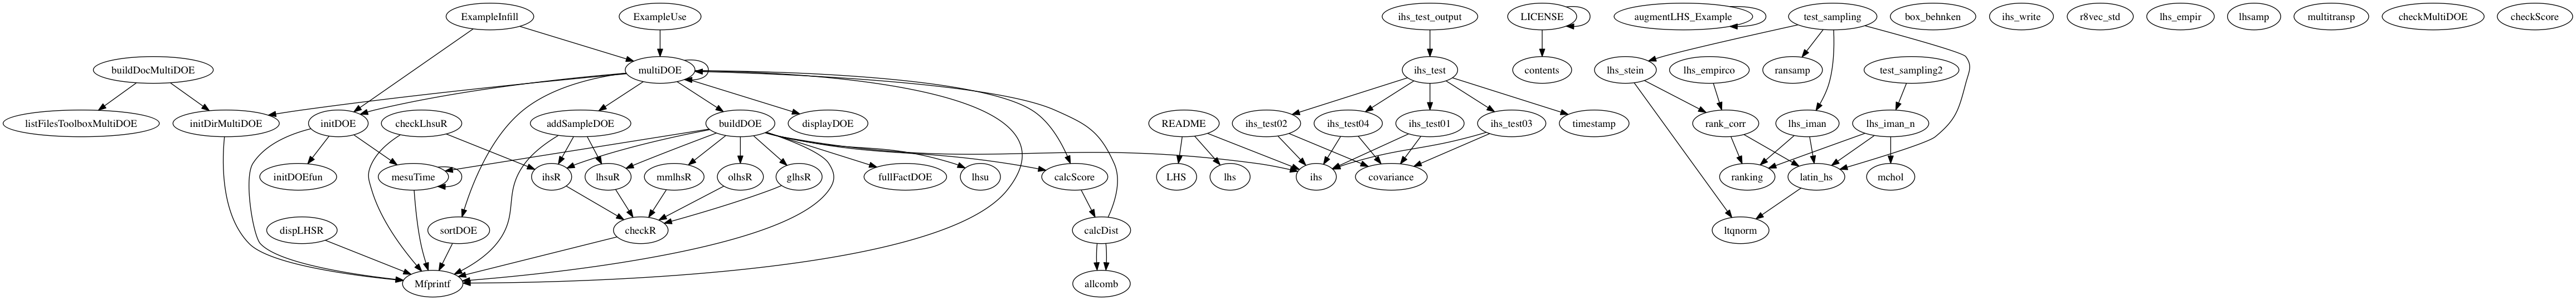 ExampleInfill
ExampleUse
ihs_test_output
LICENSE
augmentLHS_Example
test_sampling
box_behnken
ihs_write
r8vec_std
lhs_empir
lhsamp
multitransp
checkMultiDOE
checkScore
buildDocMultiDOE
multiDOE
ihs_test
contents
lhs_stein
lhs_empirco
ransamp
test_sampling2
listFilesToolboxMultiDOE
initDirMultiDOE
initDOE
checkLhsuR
addSampleDOE
buildDOE
displayDOE
README
ihs_test02
ihs_test04
ihs_test01
ihs_test03
timestamp
rank_corr
lhs_iman
lhs_iman_n
initDOEfun
mesuTime
ihsR
lhsuR
mmlhsR
olhsR
glhsR
fullFactDOE
lhsu
calcScore
LHS
lhs
ihs
covariance
ranking
latin_hs
mchol
dispLHSR
sortDOE
checkR
calcDist
ltqnorm
Mfprintf
allcomb